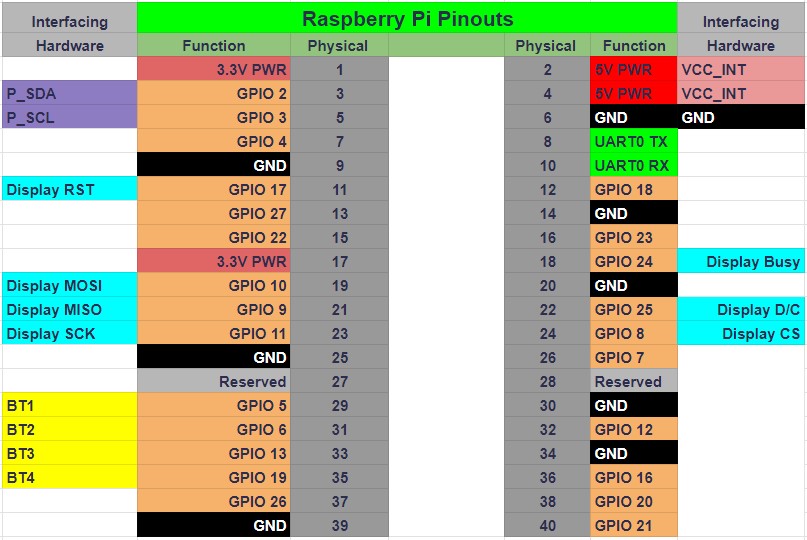 Interfacing Raspberry Pi Pinouts Interfacing
Hardware Function Physical Physical Function Hardware
3.3V PWR 1 2 5V PWR VCC_INT
P_SDA GPIO 2 3 4 5V PWR VCC_INT
P_SCL GPIO 3 5 6 GND GND
GPIO 4 7 8 UART0 TX
GND 9 10 UART0 RX
Display RST GPIO 17 11 12 GPIO 18
GPIO 27 13 14 GND
GPIO 22 15 16 GPIO 23
3.3V PWR 17 18 GPIO 24 Display Busy
Display MOSI GPIO 10 19 20 GND
Display MISO GPIO 9 21 22 GPIO 25 Display D/C
Display SCK GPIO 11 23 24 GPIO 8 Display CS
GND 25 26 GPIO 7
Reserved 27 28 Reserved
BT1 GPIO 5 29 30 GND
BT2 GPIO 6 31 32 GPIO 12
BT3 GPIO 13 33 34 GND
BT4 GPIO 19 35 36 GPIO 16
GPIO 26 37 38 GPIO 20
GND 39 40 GPIO 21